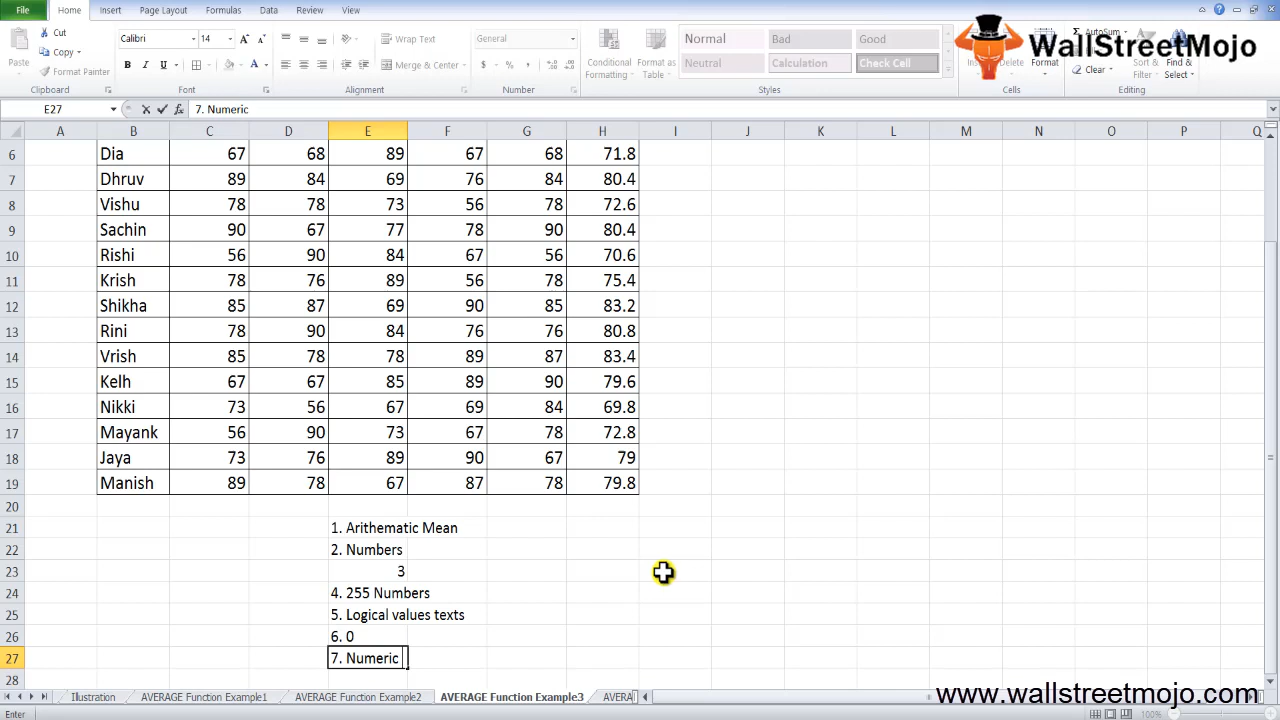 File Home Insert Page Layout Formulas Data Review View
Cut
Copy
Format Painter
Paste
Clipboard
Calibri 14
B I U
Font
Wrap Text
Merge & Center
Alignment
General
$ % ,
Number
Conditional Formatting
Format as Table
Normal Bad Good
Neutral Calculation Check Cell
Styles
Delete Format
Cells
AutoSum
Clear
Sort & Filter
Find & Select
Editing
WallStreetMojo
E27 fx 7. Numeric
A B C D E F G H I J K L M N O P Q
6 Dia 67 68 89 67 68 71.8
7 Dhruv 89 84 69 76 84 80.4
8 Vishu 78 78 73 56 78 72.6
9 Sachin 90 67 77 78 90 80.4
10 Rishi 56 90 84 67 56 70.6
11 Krish 78 76 89 56 78 75.4
12 Shikha 85 87 69 90 85 83.2
13 Rini 78 90 84 76 76 80.8
14 Vrish 85 78 78 89 87 83.4
15 Kelh 67 67 85 89 90 79.6
16 Nikki 73 56 67 69 84 69.8
17 Mayank 56 90 73 67 78 72.8
18 Jaya 73 76 89 90 67 79
19 Manish 89 78 67 87 78 79.8
20
21 1. Arithematic Mean
22 2. Numbers
23 3
24 4. 255 Numbers
25 5. Logical values texts
26 6. 0
27 7. Numeric
28
Illustration AVERAGE Function Example1 AVERAGE Function Example2 AVERAGE Function Example3 AVERA
www.wallstreetmojo.com
Enter 100%